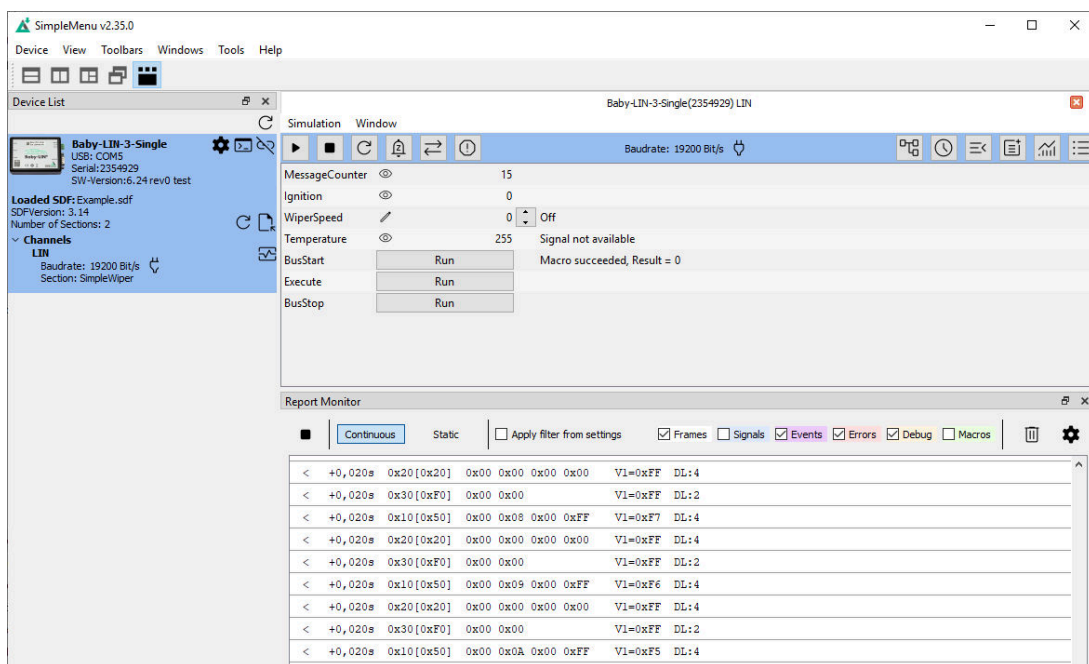 SimpleMenu v2.35.0
Device View Toolbars Windows Tools Help
Device List
Baby-LIN-3-Single
USB: COM5
Serial:2354929
SW-Version:6.24 rev0 test
Loaded SDF: Example.sdf
SDFVersion: 3.14
Number of Sections: 2
Channels
LIN
Baudrate: 19200 Bit/s
Section: SimpleWiper
Baby-LIN-3-Single(2354929) LIN
Simulation Window
Baudrate: 19200 Bit/s
MessageCounter 15
Ignition 0
WiperSpeed 0 Off
Temperature 255 Signal not available
BusStart Run Macro succeeded, Result = 0
Execute Run
BusStop Run
Report Monitor
Continuous Static Apply filter from settings Frames Signals Events Errors Debug Macros
< +0,020s 0x20[0x20] 0x00 0x00 0x00 0x00 V1=0xFF DL:4
< +0,020s 0x30[0xF0] 0x00 0x00 V1=0xFF DL:2
< +0,020s 0x10[0x50] 0x00 0x08 0x00 0xFF V1=0xF7 DL:4
< +0,020s 0x20[0x20] 0x00 0x00 0x00 0x00 V1=0xFF DL:4
< +0,020s 0x30[0xF0] 0x00 0x00 V1=0xFF DL:2
< +0,020s 0x10[0x50] 0x00 0x09 0x00 0xFF V1=0xF6 DL:4
< +0,020s 0x20[0x20] 0x00 0x00 0x00 0x00 V1=0xFF DL:4
< +0,020s 0x30[0xF0] 0x00 0x00 V1=0xFF DL:2
< +0,020s 0x10[0x50] 0x00 0x0A 0x00 0xFF V1=0xF5 DL:4